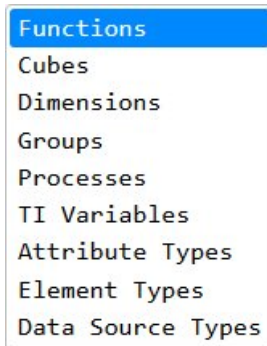 Functions
Cubes
Dimensions
Groups
Processes
TI Variables
Attribute Types
Element Types
Data Source Types